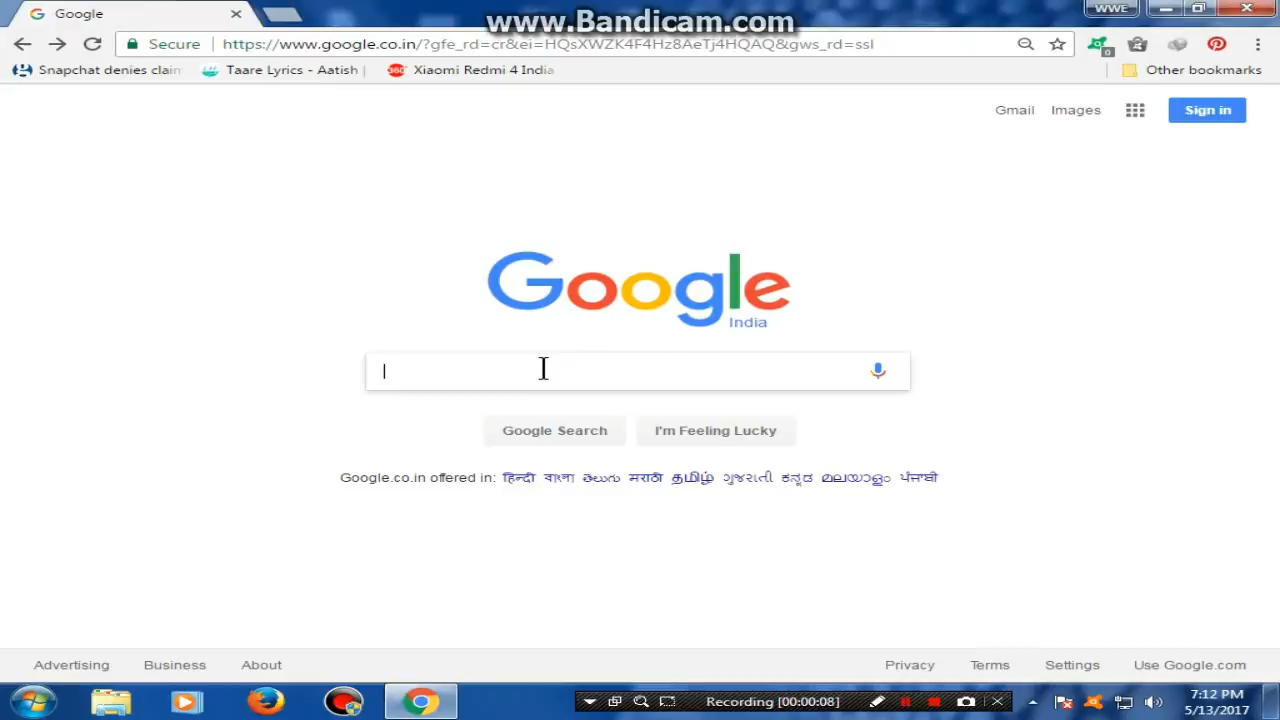 www.Bandicam.com
Google
WWE
Secure
https://www.google.co.in/?gfe_rd=cr&ei=HQsXWZK4F4Hz8AeTj4HQAQ&gws_rd=ssl
0
Snapchat denies claim
Taare Lyrics - Aatish
360°
Xiaomi Redmi 4 India
Other bookmarks
Gmail Images Sign in
Google
India
Google Search I'm Feeling Lucky
Google.co.in offered in: हिन्दी বাংলা తెలుగు मराठी தமிழ் ગુજરાતી ಕನ್ನಡ മലയാളം ਪੰਜਾਬੀ
Advertising Business About Privacy Terms Settings Use Google.com
Recording [00:00:08]
7:12 PM
5/13/2017